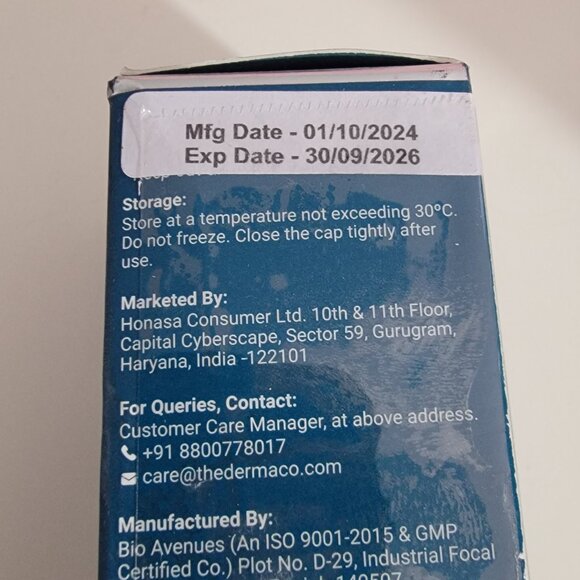 Mfg Date - 01/10/2024
Exp Date - 30/09/2026
Storage:
Store at a temperature not exceeding 30°C.
Do not freeze. Close the cap tightly after
use.
Marketed By:
Honasa Consumer Ltd. 10th & 11th Floor,
Capital Cyberscape, Sector 59, Gurugram,
Haryana, India -122101
For Queries, Contact:
Customer Care Manager, at above address.
+91 8800778017
care@thedermaco.com
Manufactured By:
Bio Avenues (An ISO 9001-2015 & GMP
Certified Co.) Plot No. D-29, Industrial Focal